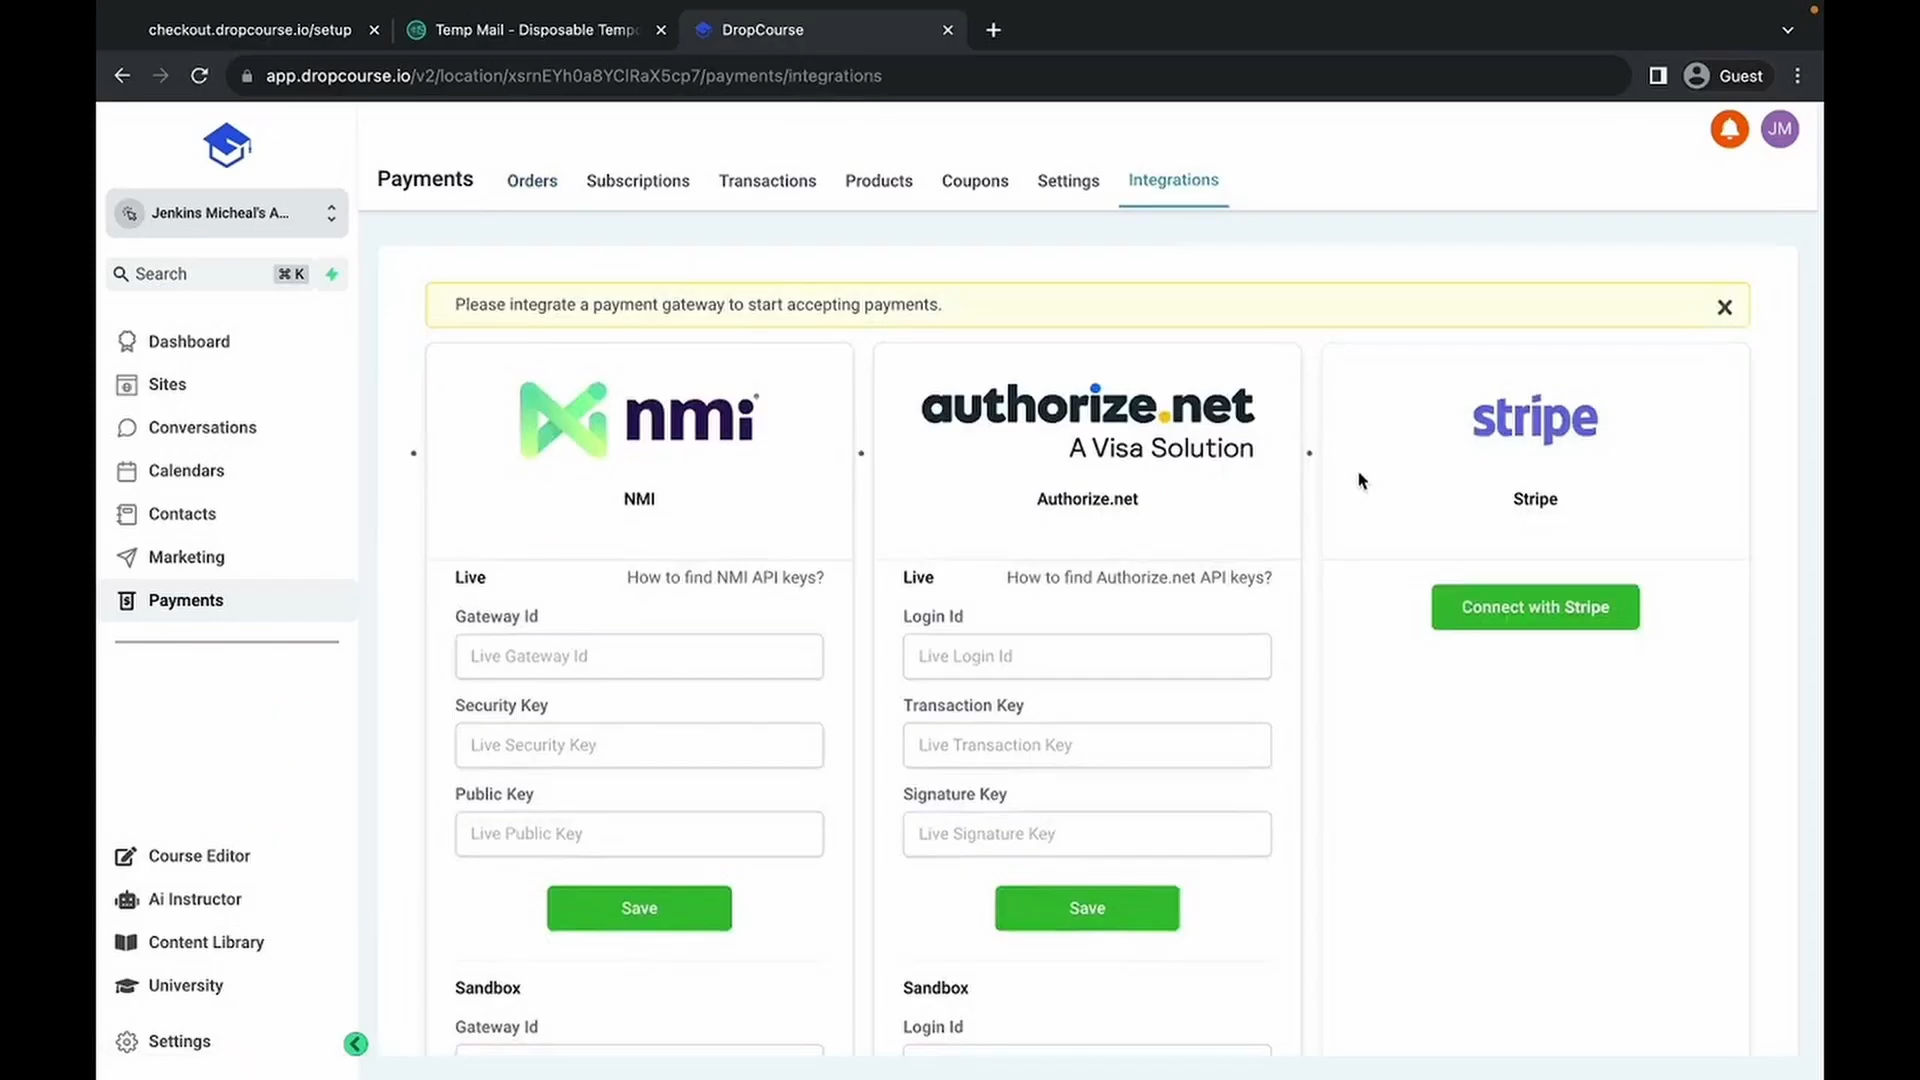 checkout.dropcourse.io/setup
Temp Mail - Disposable Temp
DropCourse
app.dropcourse.io/v2/location/xsrnEYh0a8YClRaX5cp7/payments/integrations
Guest
JM
Payments
Orders
Subscriptions
Transactions
Products
Coupons
Settings
Integrations
Jenkins Micheal's A...
Search
⌘ K
Please integrate a payment gateway to start accepting payments.
Dashboard
Sites
Conversations
Calendars
Contacts
Marketing
Payments
Course Editor
Ai Instructor
Content Library
University
Settings
nmi
NMI
Live
How to find NMI API keys?
Gateway Id
Live Gateway Id
Security Key
Live Security Key
Public Key
Live Public Key
Save
Sandbox
Gateway Id
authorize.net
A Visa Solution
Authorize.net
Live
How to find Authorize.net API keys?
Login Id
Live Login Id
Transaction Key
Live Transaction Key
Signature Key
Live Signature Key
Save
Sandbox
Login Id
stripe
Stripe
Connect with Stripe